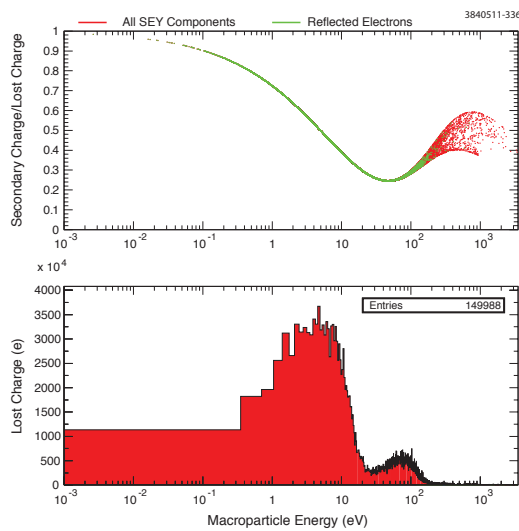 All SEY Components Reflected Electrons 3840511-336
Secondary Charge/Lost Charge
1
0.9
0.8
0.7
0.6
0.5
0.4
0.3
0.2
0.1
0
10^-3 10^-2 10^-1 1 10 10^2 10^3
x 10^4
Lost Charge (e)
4000
3500
3000
2500
2000
1500
1000
500
0
Entries 149988
10^-3 10^-2 10^-1 1 10 10^2 10^3
Macroparticle Energy (eV)